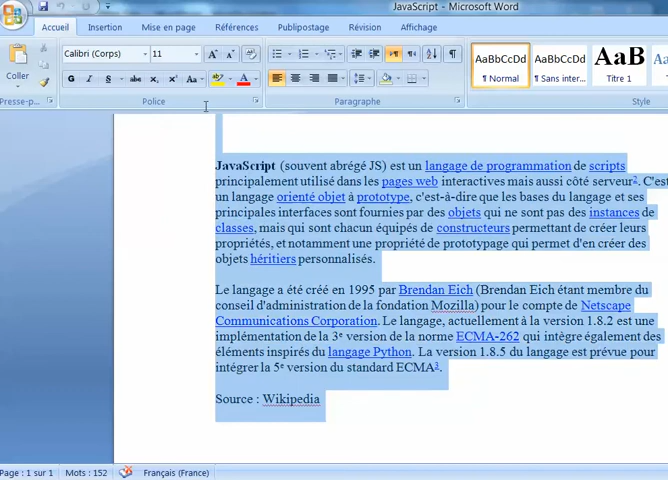 JavaScript - Microsoft Word
Accueil Insertion Mise en page Références Publipostage Révision Affichage
Coller
Calibri (Corps) 11
G I S abc x₂ x² Aa A
¶ Normal ¶ Sans inter... Titre 1
AaBbCcDd AaBbCcDd AaB
Presse-p... Police Paragraphe Style
JavaScript (souvent abrégé JS) est un langage de programmation de scripts
principalement utilisé dans les pages web interactives mais aussi côté serveur². C'est
un langage orienté objet à prototype, c'est-à-dire que les bases du langage et ses
principales interfaces sont fournies par des objets qui ne sont pas des instances de
classes, mais qui sont chacun équipés de constructeurs permettant de créer leurs
propriétés, et notamment une propriété de prototypage qui permet d'en créer des
objets héritiers personnalisés.
Le langage a été créé en 1995 par Brendan Eich (Brendan Eich étant membre du
conseil d'administration de la fondation Mozilla) pour le compte de Netscape
Communications Corporation. Le langage, actuellement à la version 1.8.2 est une
implémentation de la 3ᵉ version de la norme ECMA-262 qui intègre également des
éléments inspirés du langage Python. La version 1.8.5 du langage est prévue pour
intégrer la 5ᵉ version du standard ECMA³.
Source : Wikipedia
Page : 1 sur 1 Mots : 152 Français (France)